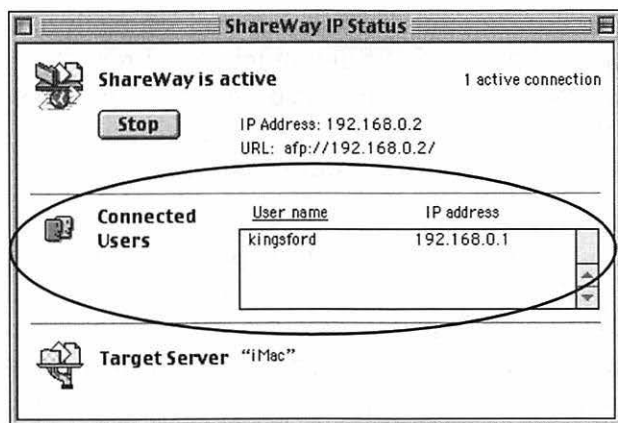 ShareWay IP Status
ShareWay is active
1 active connection
Stop
IP Address: 192.168.0.2
URL: afp://192.168.0.2/
Connected
Users
User name IP address
kingsford 192.168.0.1
Target Server "iMac"